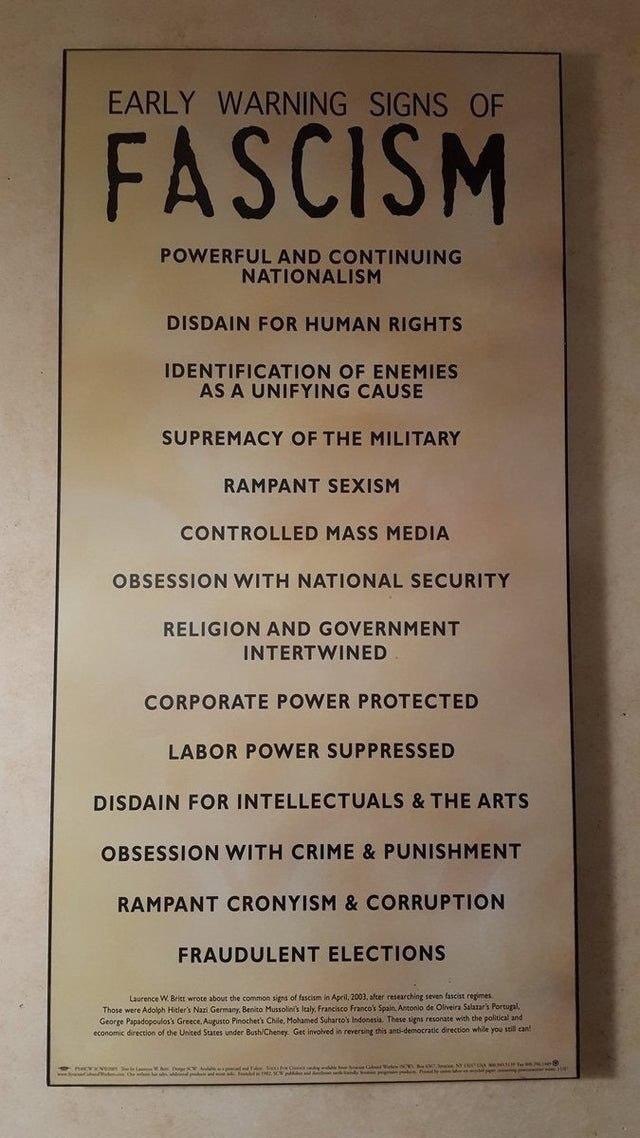 EARLY WARNING SIGNS OF
FASCISM
POWERFUL AND CONTINUING
NATIONALISM
DISDAIN FOR HUMAN RIGHTS
IDENTIFICATION OF ENEMIES
AS A UNIFYING CAUSE
SUPREMACY OF THE MILITARY
RAMPANT SEXISM
CONTROLLED MASS MEDIA
OBSESSION WITH NATIONAL SECURITY
RELIGION AND GOVERNMENT
INTERTWINED
CORPORATE POWER PROTECTED
LABOR POWER SUPPRESSED
DISDAIN FOR INTELLECTUALS & THE ARTS
OBSESSION WITH CRIME & PUNISHMENT
RAMPANT CRONYISM & CORRUPTION
FRAUDULENT ELECTIONS
Laurence W. Britt wrote about the common signs of fascism in April, 2003, after researching seven fascist regimes.
Those were Adolph Hitler's Nazi Germany, Benito Mussolini's Italy, Francisco Franco's Spain, Antonio de Oliveira Salazar's Portugal,
George Papadopoulos's Greece, Augusto Pinochet's Chile, Mohamed Suharto's Indonesia. These signs resonate with the political and
economic direction of the United States under Bush/Cheney. Get involved in reversing this anti-democratic direction while you still can!